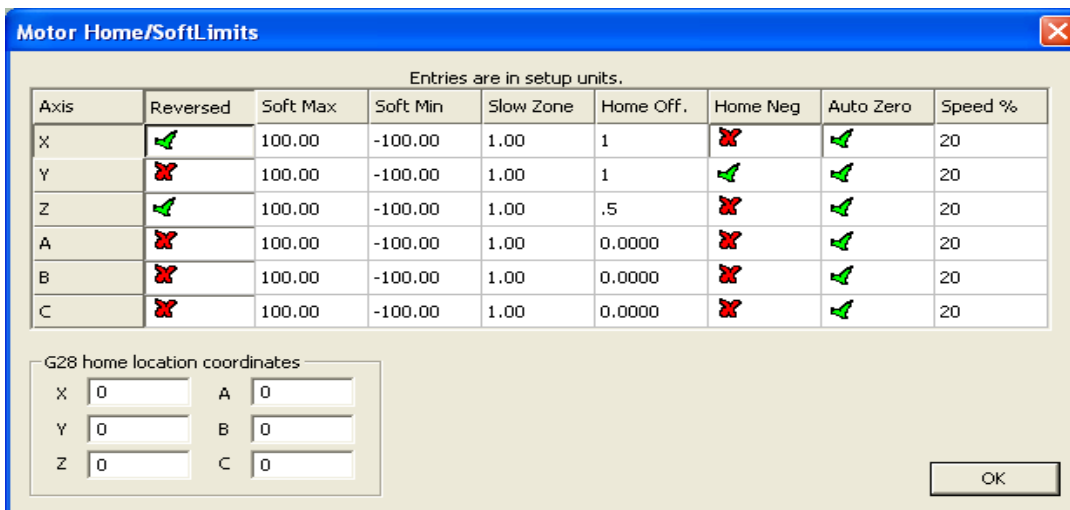 Motor Home/SoftLimits
Entries are in setup units.
Axis Reversed Soft Max Soft Min Slow Zone Home Off. Home Neg Auto Zero Speed %
X 100.00 -100.00 1.00 1 20
Y 100.00 -100.00 1.00 1 20
Z 100.00 -100.00 1.00 .5 20
A 100.00 -100.00 1.00 0.0000 20
B 100.00 -100.00 1.00 0.0000 20
C 100.00 -100.00 1.00 0.0000 20
G28 home location coordinates
X 0 A 0
Y 0 B 0
Z 0 C 0
OK